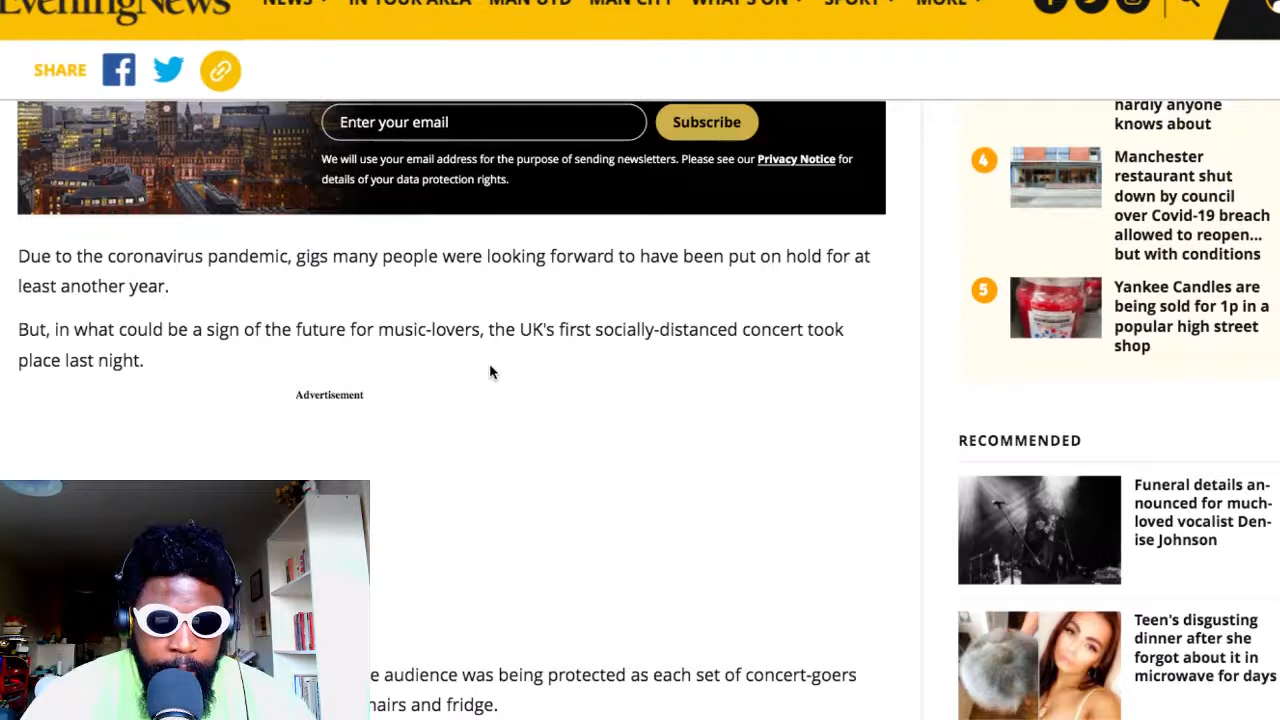 EveningNews
NEWS
IN YOUR AREA
MAN UTD
MAN CITY
WHAT'S ON
SPORT
MORE
SHARE
Enter your email
Subscribe
We will use your email address for the purpose of sending newsletters. Please see our Privacy Notice for
details of your data protection rights.
Due to the coronavirus pandemic, gigs many people were looking forward to have been put on hold for at
least another year.
But, in what could be a sign of the future for music-lovers, the UK's first socially-distanced concert took
place last night.
Advertisement
audience was being protected as each set of concert-goers
and fridge.
hardly anyone
knows about
4
Manchester
restaurant shut
down by council
over Covid-19 breach
allowed to reopen...
but with conditions
5
Yankee Candles are
being sold for 1p in a
popular high street
shop
RECOMMENDED
Funeral details an-
nounced for much-
loved vocalist Den-
ise Johnson
Teen's disgusting
dinner after she
forgot about it in
microwave for days